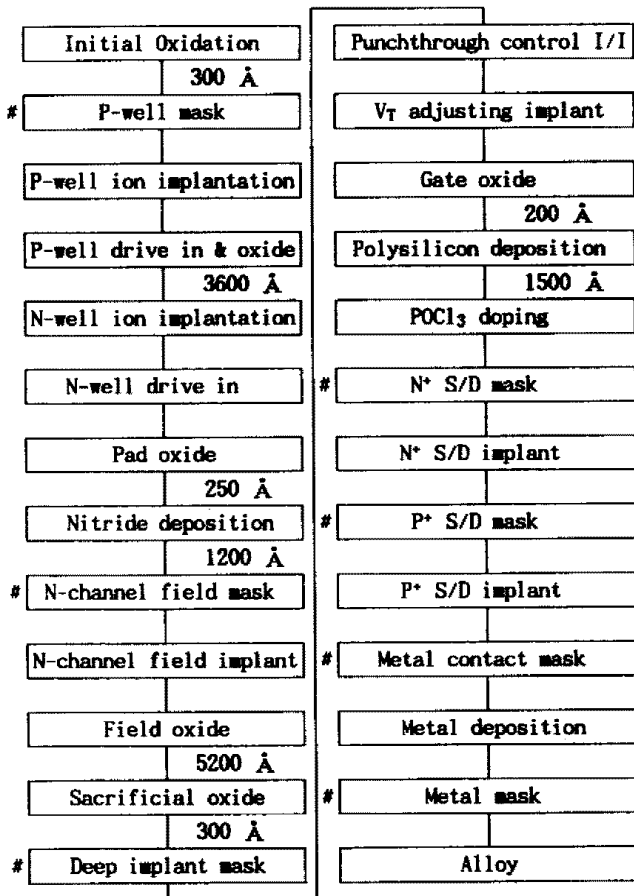 Initial Oxidation
300 Å
# P-well mask
P-well ion implantation
P-well drive in & oxide
3600 Å
N-well ion implantation
N-well drive in
Pad oxide
250 Å
Nitride deposition
1200 Å
# N-channel field mask
N-channel field implant
Field oxide
5200 Å
Sacrificial oxide
300 Å
# Deep implant mask
Punchthrough control I/I
VT adjusting implant
Gate oxide
200 Å
Polysilicon deposition
1500 Å
POCl3 doping
# N+ S/D mask
N+ S/D implant
# P+ S/D mask
P+ S/D implant
# Metal contact mask
Metal deposition
# Metal mask
Alloy